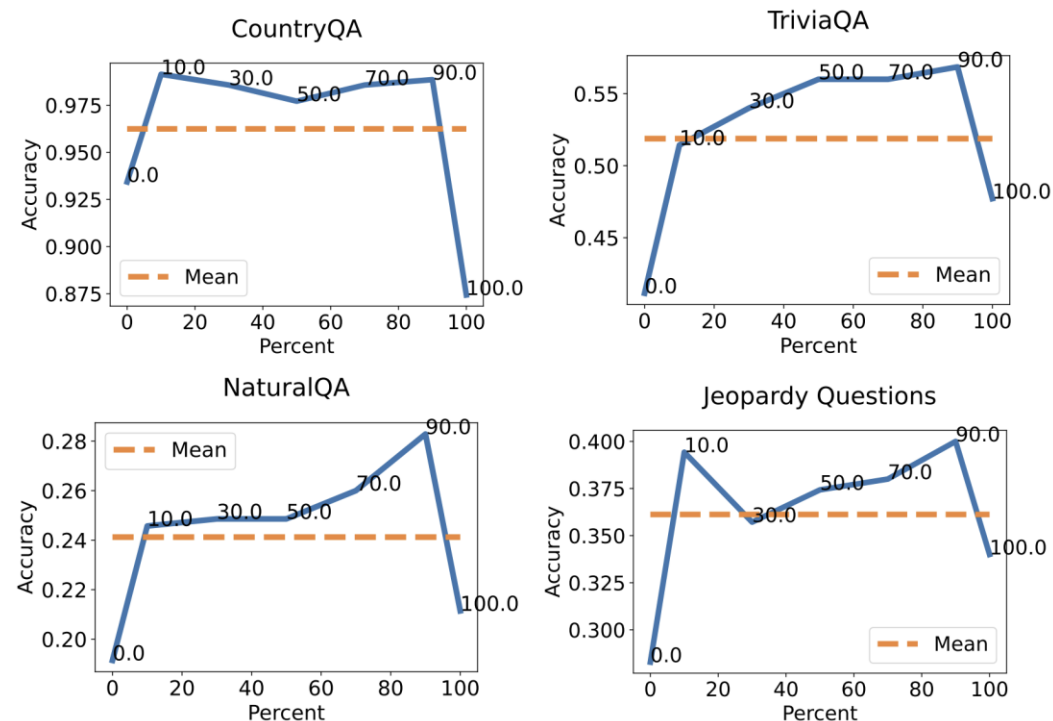 CountryQA
10.0
30.0
50.0
70.0
90.0
0.0
100.0
0.975
0.950
0.925
0.900
0.875
Accuracy
Mean
0 20 40 60 80 100
Percent
TriviaQA
90.0
50.0
70.0
30.0
10.0
100.0
0.0
0.55
0.50
0.45
Accuracy
Mean
0 20 40 60 80 100
Percent
NaturalQA
90.0
70.0
10.0
30.0
50.0
100.0
0.0
0.28
0.26
0.24
0.22
0.20
Accuracy
Mean
0 20 40 60 80 100
Percent
Jeopardy Questions
90.0
10.0
70.0
50.0
30.0
100.0
0.0
0.400
0.375
0.350
0.325
0.300
Accuracy
Mean
0 20 40 60 80 100
Percent